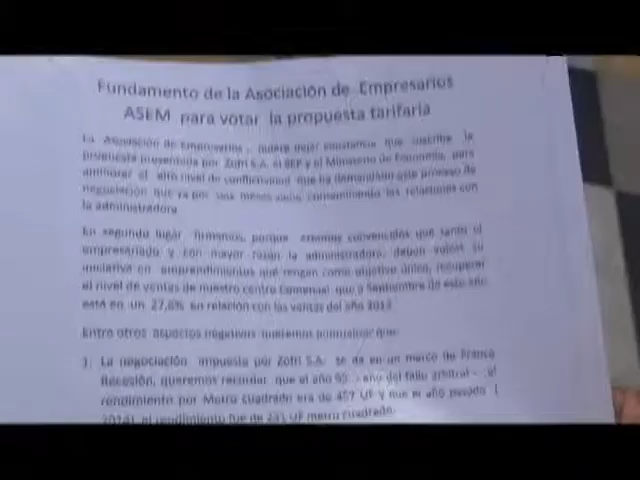 Fundamento de la Asociación de Empresarios
ASEM para votar la propuesta tarifaria
La Asociación de Empresarios, quiere dejar constancia que suscribe la
propuesta presentada por Zofri S.A. el SEP y el Ministerio de Economía, para
aminorar el alto nivel de conflictividad que ha demandado este proceso de
negociación que ya por seis meses viene contaminando las relaciones con
la administradora
En segundo lugar firmamos, porque estamos convencidos que tanto el
empresariado y con mayor razón la administradora, deben volcar su
iniciativa en emprendimientos que tengan como objetivo único, recuperar
el nivel de ventas de nuestro centro Comercial que a Septiembre de este año
está en un 27,8% en relación con las ventas del año 2013
Entre otros aspectos negativos queremos puntualizar que:
1. La negociación impuesta por Zofri S.A. se da en un marco de Franca
Recesión, queremos recordar que el año 95 - año del fallo arbitral - el
rendimiento por Metro cuadrado era de 457 UF y que el año pasado (
2014) el rendimiento fue de 231 UF metro cuadrado.